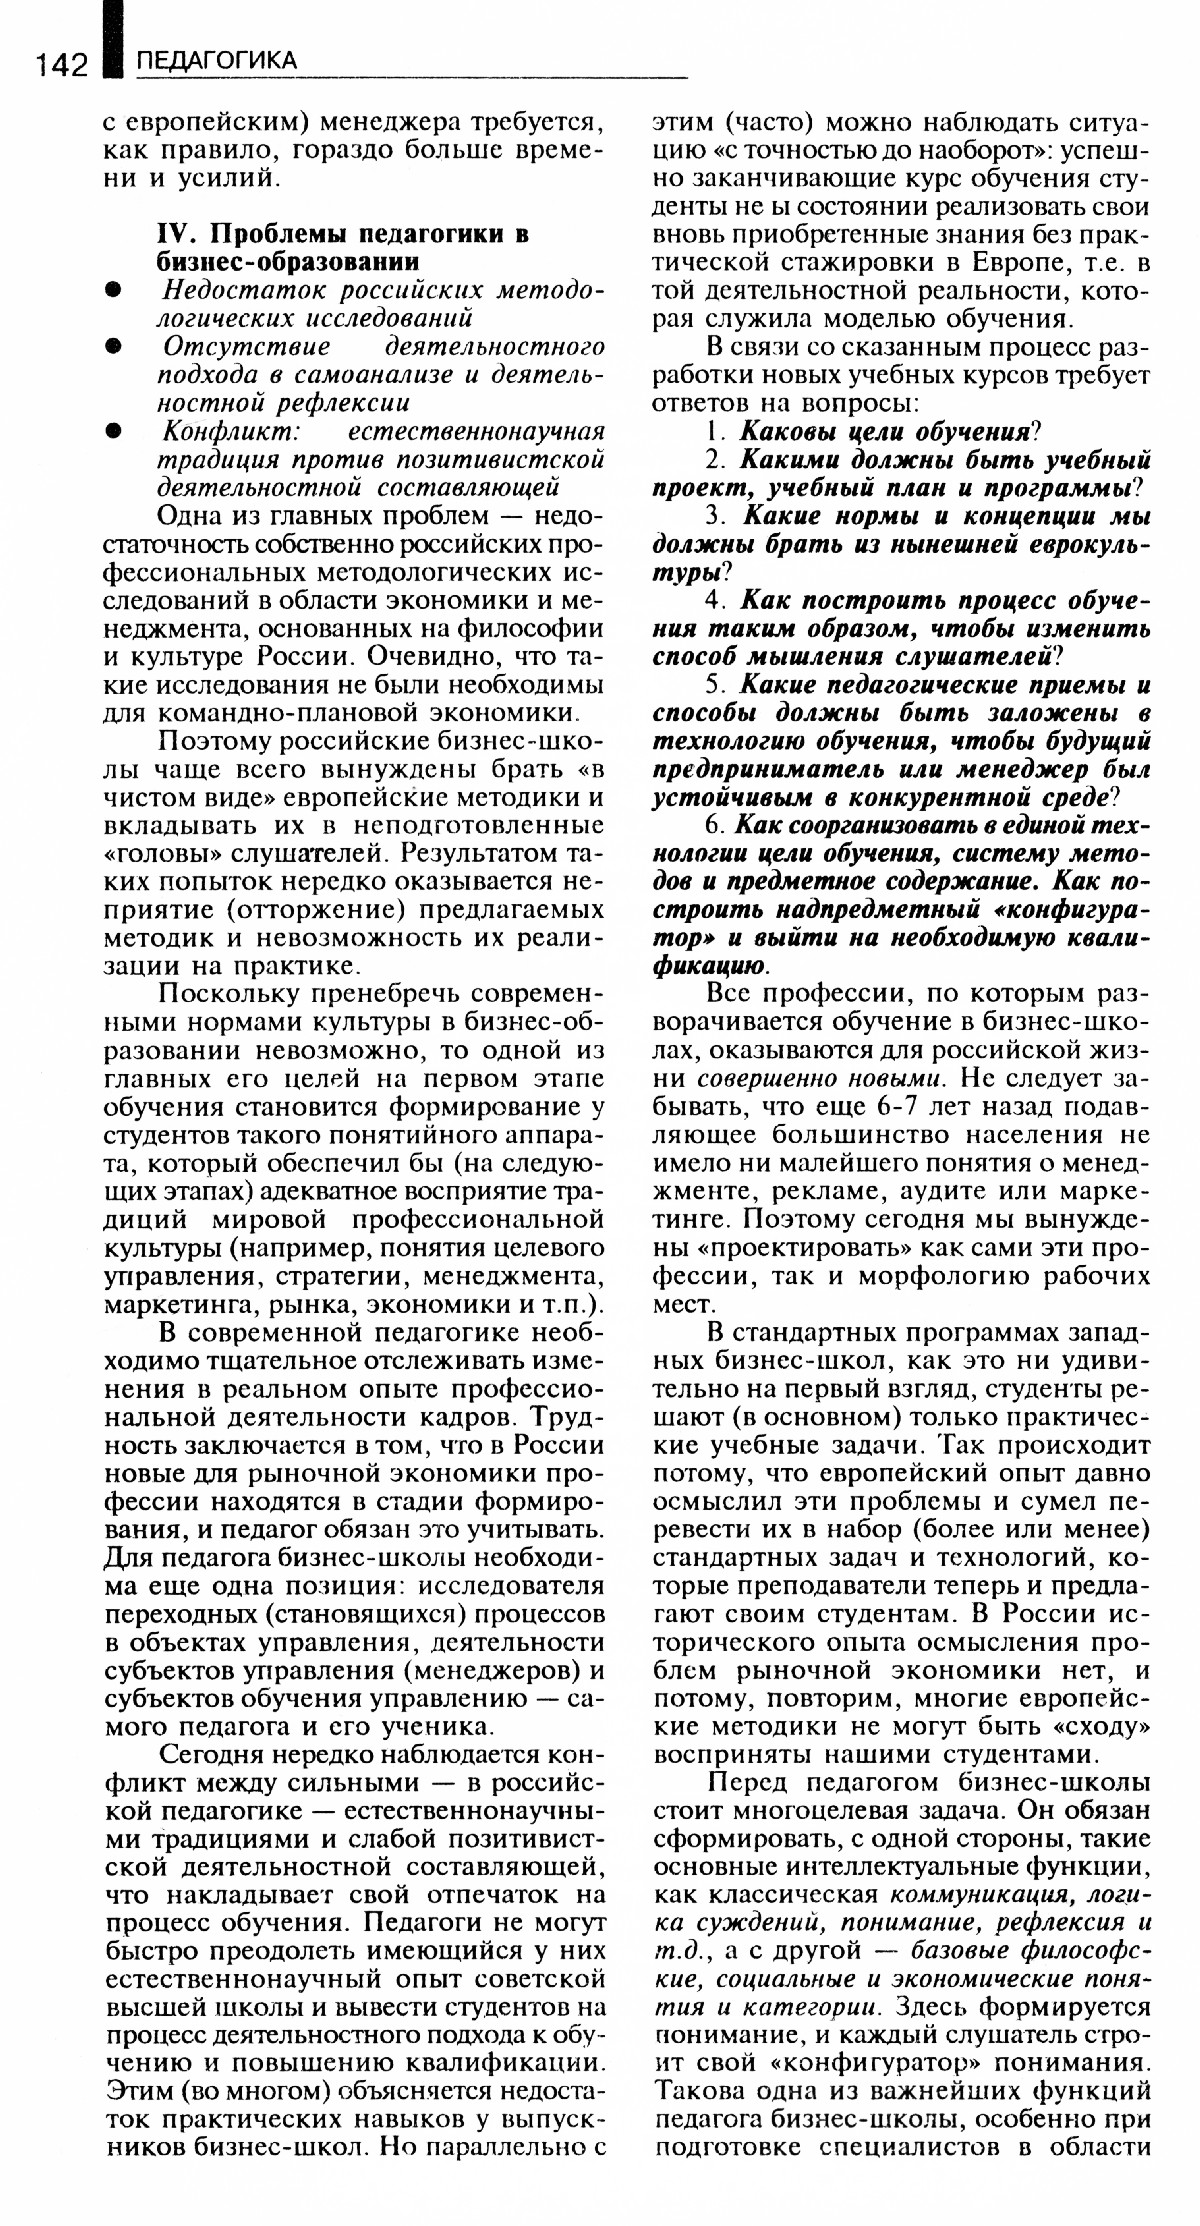 142
ПЕДАГОГИКА
с европейским) менеджера требуется,
как правило, гораздо больше време-
ни и усилий.
IV. Проблемы педагогики в
бизнес-образовании
● Недостаток российских методо-
логических исследований
● Отсутствие деятельностного
подхода в самоанализе и деятель-
ностной рефлексии
● Конфликт: естественнонаучная
традиция против позитивистской
деятельностной составляющей
Одна из главных проблем — недо-
статочность собственно российских про-
фессиональных методологических ис-
следований в области экономики и ме-
неджмента, основанных на философии
и культуре России. Очевидно, что та-
кие исследования не были необходимы
для командно-плановой экономики.
Поэтому российские бизнес-шко-
лы чаще всего вынуждены брать «в
чистом виде» европейские методики и
вкладывать их в неподготовленные
«головы» слушателей. Результатом та-
ких попыток нередко оказывается не-
приятие (отторжение) предлагаемых
методик и невозможность их реали-
зации на практике.
Поскольку пренебречь современ-
ными нормами культуры в бизнес-об-
разовании невозможно, то одной из
главных его целей на первом этапе
обучения становится формирование у
студентов такого понятийного аппара-
та, который обеспечил бы (на следую-
щих этапах) адекватное восприятие тра-
диций мировой профессиональной
культуры (например, понятия целевого
управления, стратегии, менеджмента,
маркетинга, рынка, экономики и т.п.).
В современной педагогике необ-
ходимо тщательное отслеживать изме-
нения в реальном опыте профессио-
нальной деятельности кадров. Труд-
ность заключается в том, что в России
новые для рыночной экономики про-
фессии находятся в стадии формиро-
вания, и педагог обязан это учитывать.
Для педагога бизнес-школы необходи-
ма еще одна позиция: исследователя
переходных (становящихся) процессов
в объектах управления, деятельности
субъектов управления (менеджеров) и
субъектов обучения управлению — са-
мого педагога и его ученика.
Сегодня нередко наблюдается кон-
фликт между сильными — в российс-
кой педагогике — естественнонаучны-
ми традициями и слабой позитивист-
ской деятельностной составляющей,
что накладывает свой отпечаток на
процесс обучения. Педагоги не могут
быстро преодолеть имеющийся у них
естественнонаучный опыт советской
высшей школы и вывести студентов на
процесс деятельностного подхода к обу-
чению и повышению квалификации.
Этим (во многом) объясняется недоста-
ток практических навыков у выпуск-
ников бизнес-школ. Но параллельно с
этим (часто) можно наблюдать ситуа-
цию «с точностью до наоборот»: успеш-
но заканчивающие курс обучения сту-
денты не ы состоянии реализовать свои
вновь приобретенные знания без прак-
тической стажировки в Европе, т.е. в
той деятельностной реальности, кото-
рая служила моделью обучения.
В связи со сказанным процесс раз-
работки новых учебных курсов требует
ответов на вопросы:
1. Каковы цели обучения?
2. Какими должны быть учебный
проект, учебный план и программы?
3. Какие нормы и концепции мы
должны брать из нынешней еврокуль-
туры?
4. Как построить процесс обуче-
ния таким образом, чтобы изменить
способ мышления слушателей?
5. Какие педагогические приемы и
способы должны быть заложены в
технологию обучения, чтобы будущий
предприниматель или менеджер был
устойчивым в конкурентной среде?
6. Как соорганизовать в единой тех-
нологии цели обучения, систему мето-
дов и предметное содержание. Как по-
строить надпредметный «конфигура-
тор» и выйти на необходимую квали-
фикацию.
Все профессии, по которым раз-
ворачивается обучение в бизнес-шко-
лах, оказываются для российской жиз-
ни совершенно новыми. Не следует за-
бывать, что еще 6-7 лет назад подав-
ляющее большинство населения не
имело ни малейшего понятия о менед-
жменте, рекламе, аудите или марке-
тинге. Поэтому сегодня мы вынужде-
ны «проектировать» как сами эти про-
фессии, так и морфологию рабочих
мест.
В стандартных программах запад-
ных бизнес-школ, как это ни удиви-
тельно на первый взгляд, студенты ре-
шают (в основном) только практичес-
кие учебные задачи. Так происходит
потому, что европейский опыт давно
осмыслил эти проблемы и сумел пе-
ревести их в набор (более или менее)
стандартных задач и технологий, ко-
торые преподаватели теперь и предла-
гают своим студентам. В России ис-
торического опыта осмысления про-
блем рыночной экономики нет, и
потому, повторим, многие европейс-
кие методики не могут быть «сходу»
восприняты нашими студентами.
Перед педагогом бизнес-школы
стоит многоцелевая задача. Он обязан
сформировать, с одной стороны, такие
основные интеллектуальные функции,
как классическая коммуникация, логи-
ка суждений, понимание, рефлексия и
т.д., а с другой — базовые философс-
кие, социальные и экономические поня-
тия и категории. Здесь формируется
понимание, и каждый слушатель стро-
ит свой «конфигуратор» понимания.
Такова одна из важнейших функций
педагога бизнес-школы, особенно при
подготовке специалистов в области